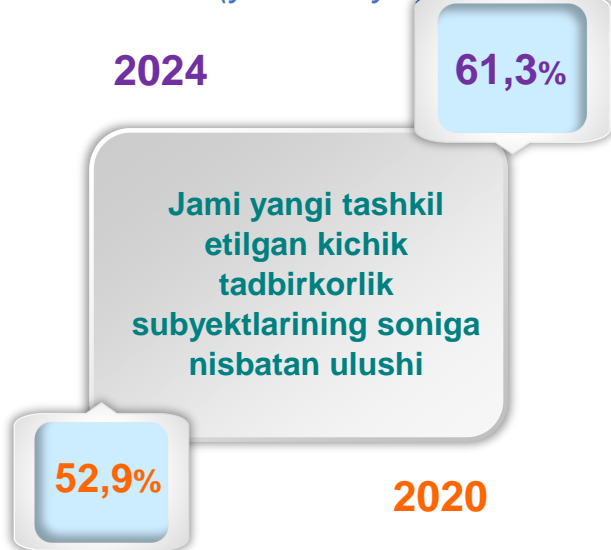 2024
61,3%
Jami yangi tashkil
etilgan kichik
tadbirkorlik
subyektlarining soniga
nisbatan ulushi
52,9%
2020